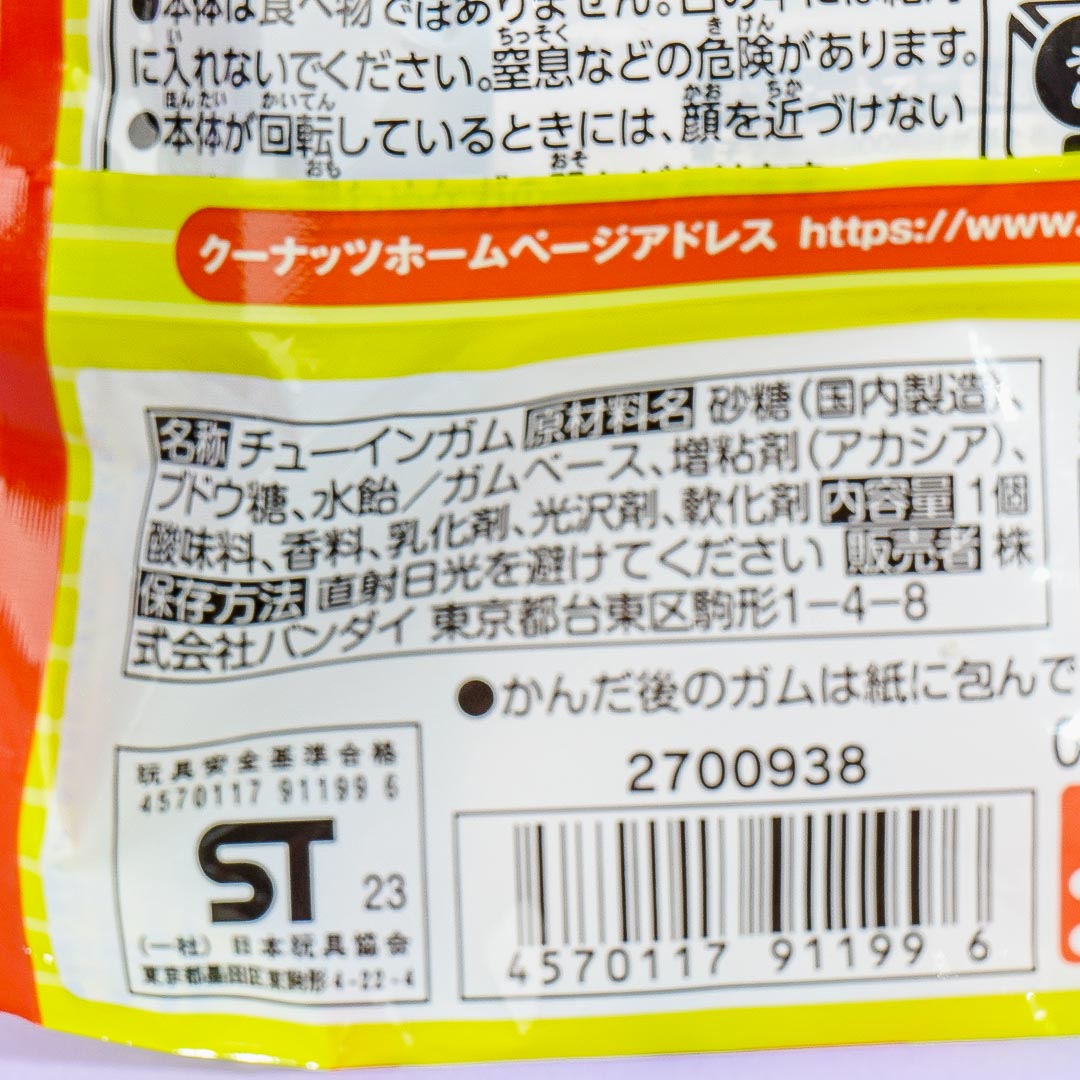 ●本体は食べ物ではありません。口の中には絶対
に入れないでください。窒息などの危険があります。
●本体が回転しているときには、顔を近づけない
クーナッツホームページアドレス https://www.
名称 チューインガム 原材料名 砂糖(国内製造)、
ブドウ糖、水飴/ガムベース、増粘剤(アカシア)、
酸味料、香料、乳化剤、光沢剤、軟化剤 内容量 1個
保存方法 直射日光を避けてください 販売者 株
式会社バンダイ 東京都台東区駒形1-4-8
●かんだ後のガムは紙に包んで
2700938
玩具安全基準合格
4570117 91199 6
ST 23
(一社) 日本玩具協会
東京都墨田区東駒形4-22-4
4570117 91199 6